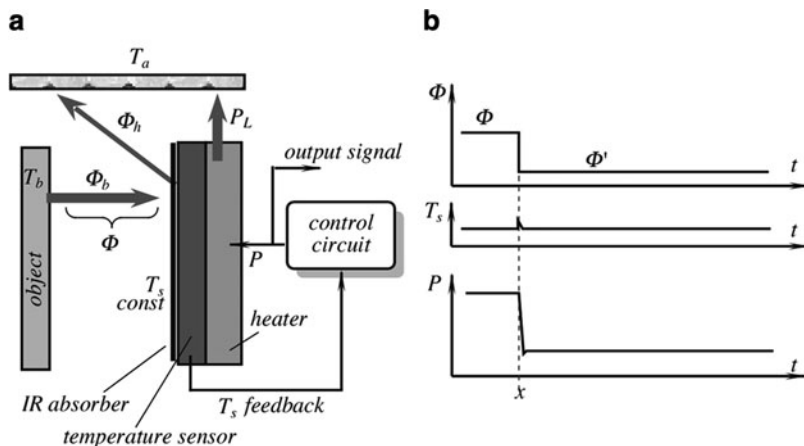 a
T_a
Φ_h
P_L
output signal
T_b
Φ_b
Φ
control
circuit
P
object
T_s
const
heater
IR absorber
T_s feedback
temperature sensor
b
Φ
Φ
Φ'
t
T_s
t
P
t
x